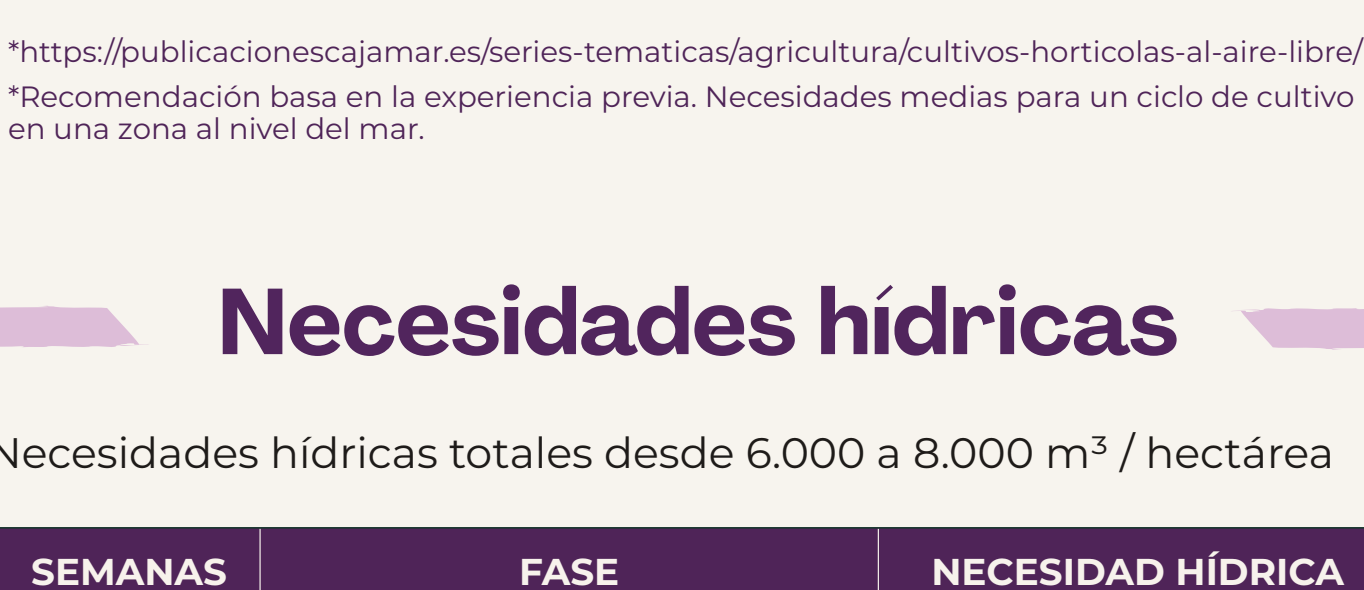 *https://publicacionescajamar.es/series-tematicas/agricultura/cultivos-horticolas-al-aire-libre/
*Recomendación basa en la experiencia previa. Necesidades medias para un ciclo de cultivo
en una zona al nivel del mar.
Necesidades hídricas
Necesidades hídricas totales desde 6.000 a 8.000 m³ / hectárea
SEMANAS FASE NECESIDAD HÍDRICA